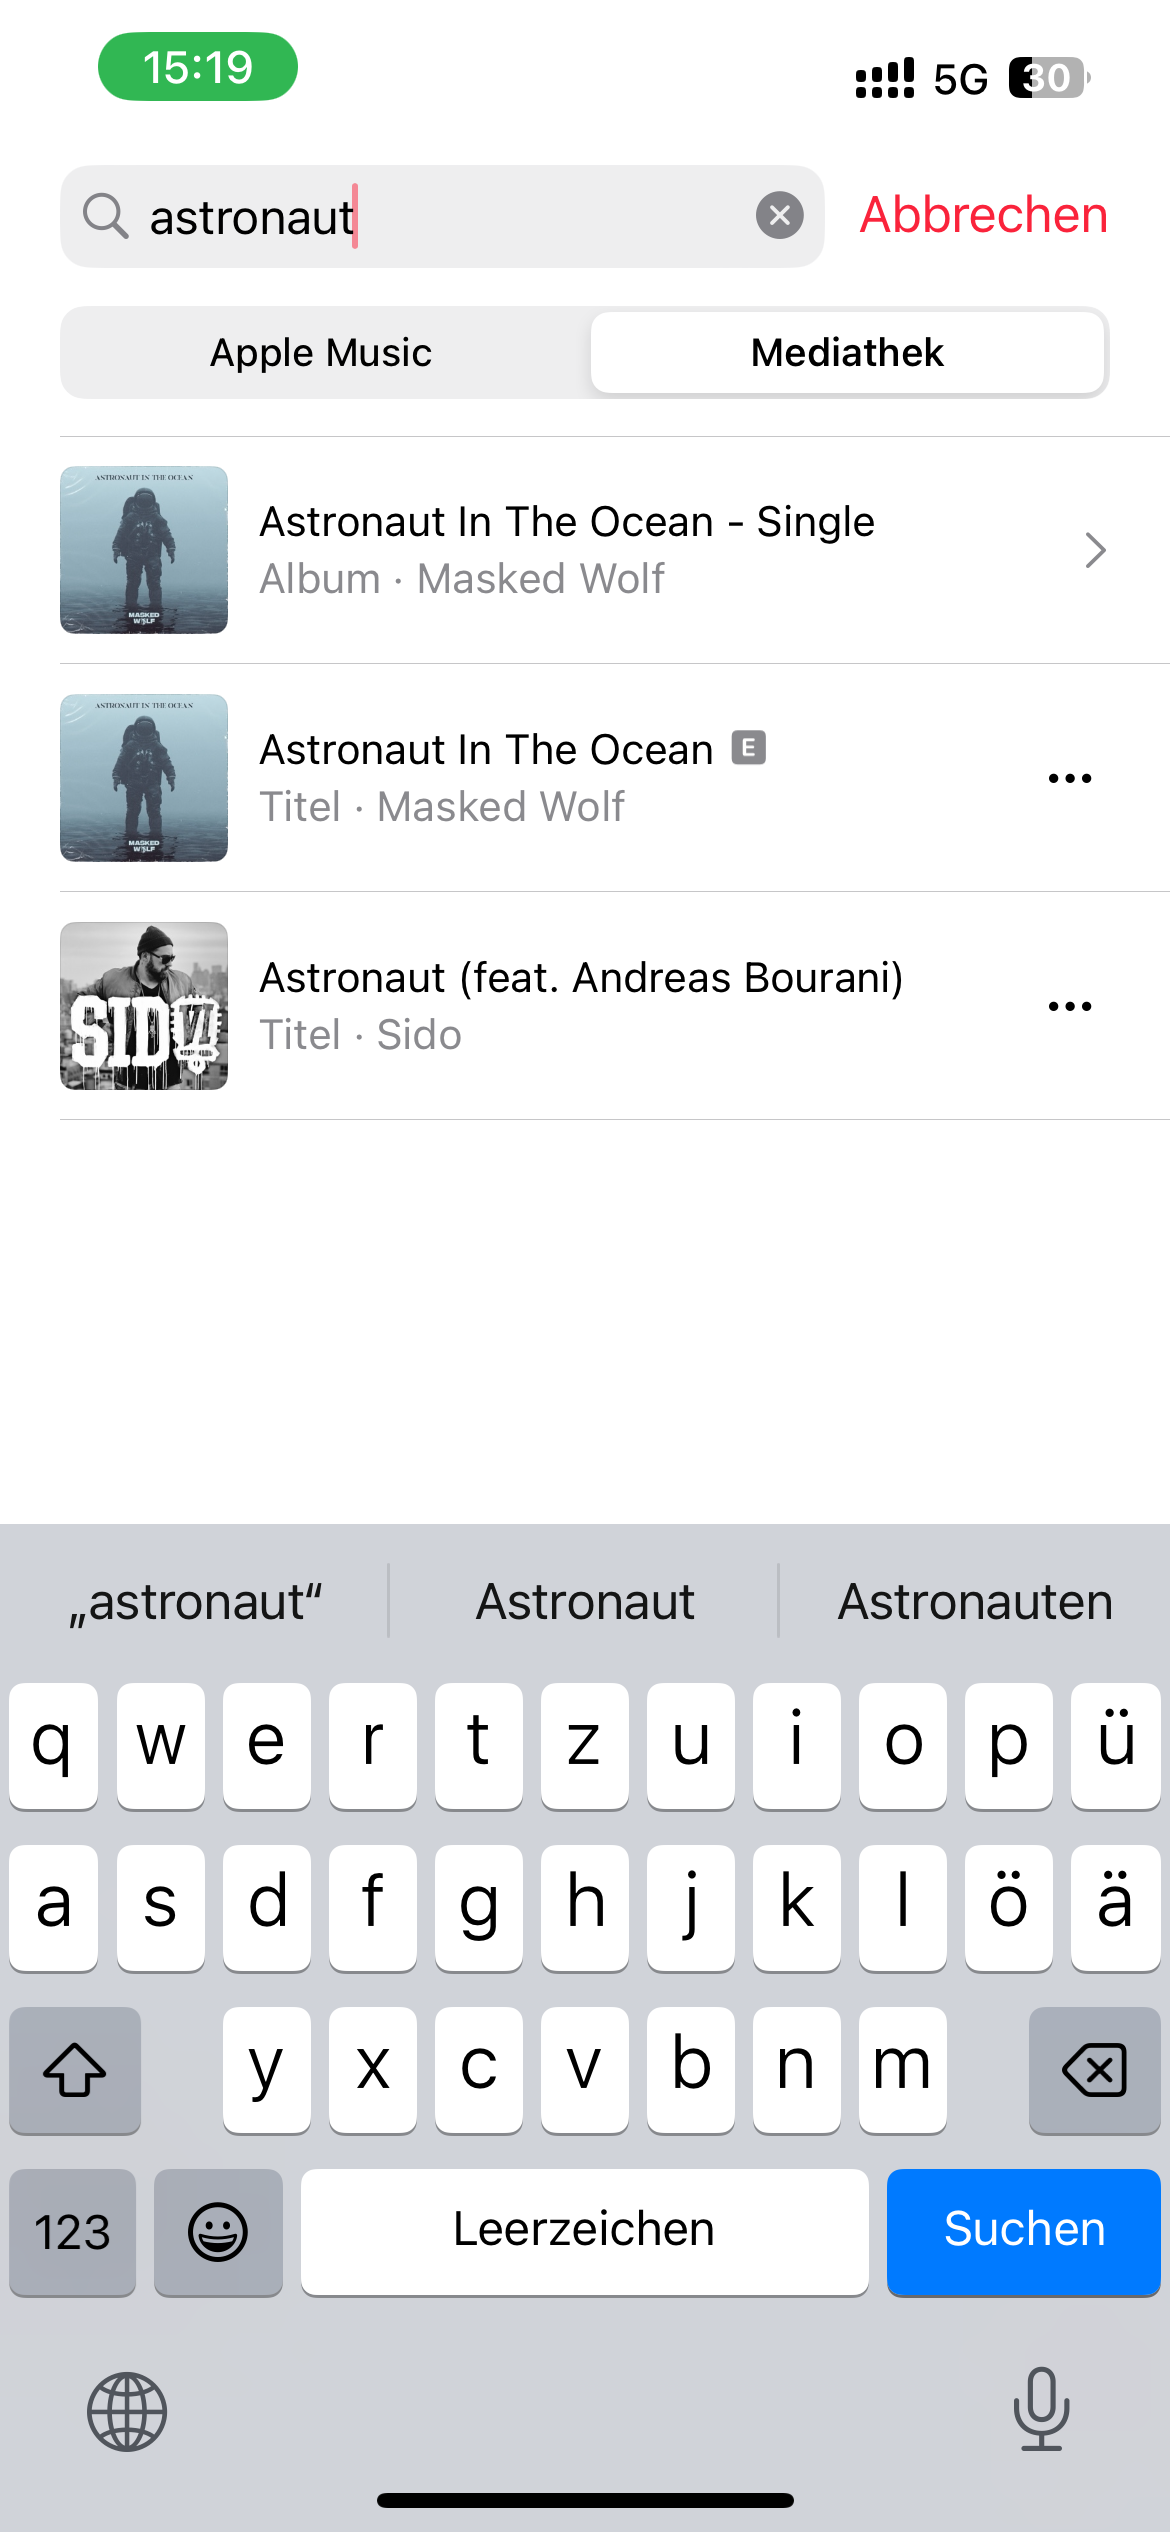 15:19 5G 30
astronaut Abbrechen
Apple Music Mediathek
ASTRONAUT IN THE OCEAN
MASKED
WOLF
Astronaut In The Ocean - Single
Album · Masked Wolf
ASTRONAUT IN THE OCEAN
MASKED
WOLF
Astronaut In The Ocean E
Titel · Masked Wolf
SIDO
Astronaut (feat. Andreas Bourani)
Titel · Sido
„astronaut“ Astronaut Astronauten
q w e r t z u i o p ü
a s d f g h j k l ö ä
y x c v b n m
123 Leerzeichen Suchen